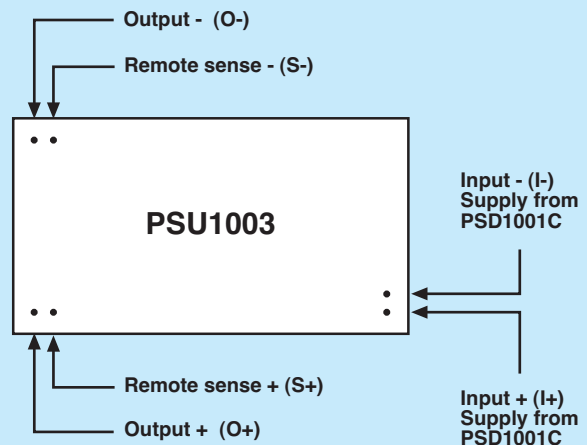 Output - (O-)
Remote sense - (S-)
PSU1003
Input - (I-)
Supply from
PSD1001C
Remote sense + (S+)
Output + (O+)
Input + (I+)
Supply from
PSD1001C